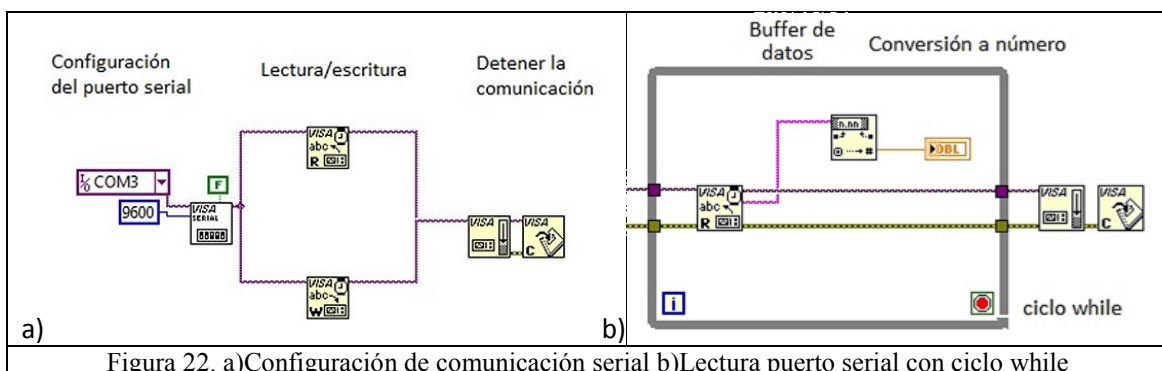 Configuración
del puerto serial
Lectura/escritura
Detener la
comunicación
COM3
F
9600
VISA
SERIAL
VISA
abc
R
VISA
abc
W
VISA
VISA
C
a)
Buffer de
datos
Conversión a número
n.nn
#
DBL
VISA
abc
R
VISA
VISA
C
i
ciclo while
b)
Figura 22. a)Configuración de comunicación serial b)Lectura puerto serial con ciclo while